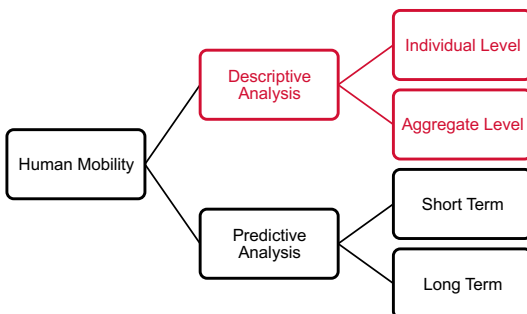 Individual Level
Descriptive
Analysis
Aggregate Level
Human Mobility
Short Term
Predictive
Analysis
Long Term